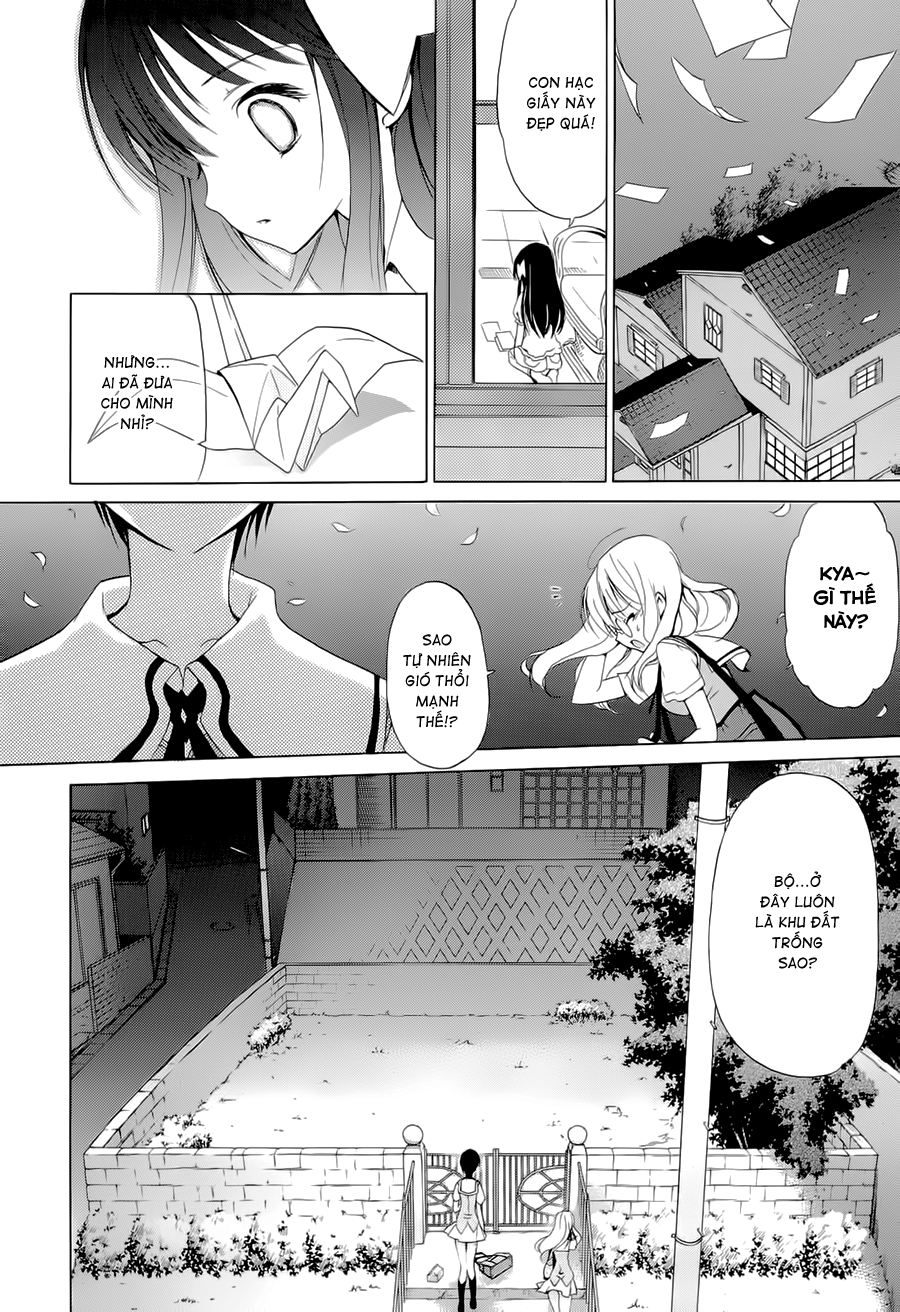 CON HẠC
GIẤY NÀY
ĐẸP QUÁ!
NHƯNG...
AI ĐÃ ĐƯA
CHO MÌNH
NHỈ?
KYA~
GÌ THẾ
NÀY?
SAO
TỰ NHIÊN
GIÓ THỔI
MẠNH
THẾ!?
BỘ...Ở
ĐÂY LUÔN
LÀ KHU ĐẤT
TRỐNG
SAO?